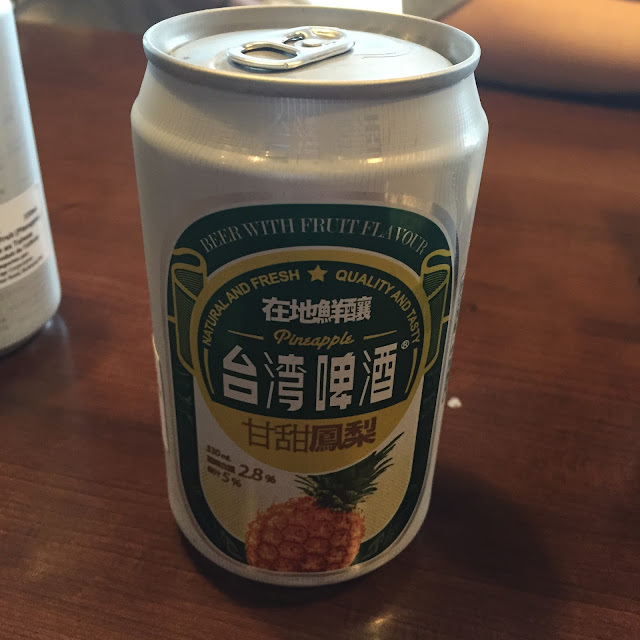 BEER WITH FRUIT FLAVOUR
NATURAL AND FRESH ★ QUALITY AND TASTY
在地鮮釀
Pineapple
台湾啤酒®
甘甜鳳梨
330 mL
2.8%
5%